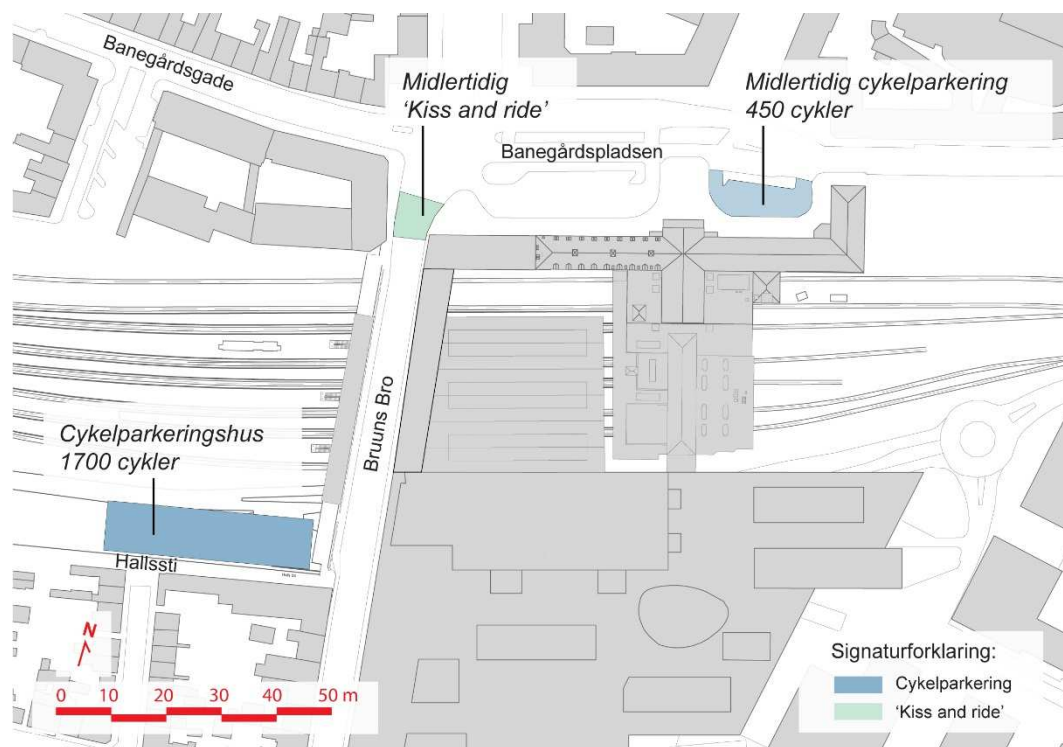 Banegårdsgade
Midlertidig
‘Kiss and ride’
Midlertidig cykelparkering
450 cykler
Banegårdspladsen
Bruuns Bro
Cykelparkeringshus
1700 cykler
Hallssti
N
0 10 20 30 40 50 m
Signaturforklaring:
Cykelparkering
‘Kiss and ride’